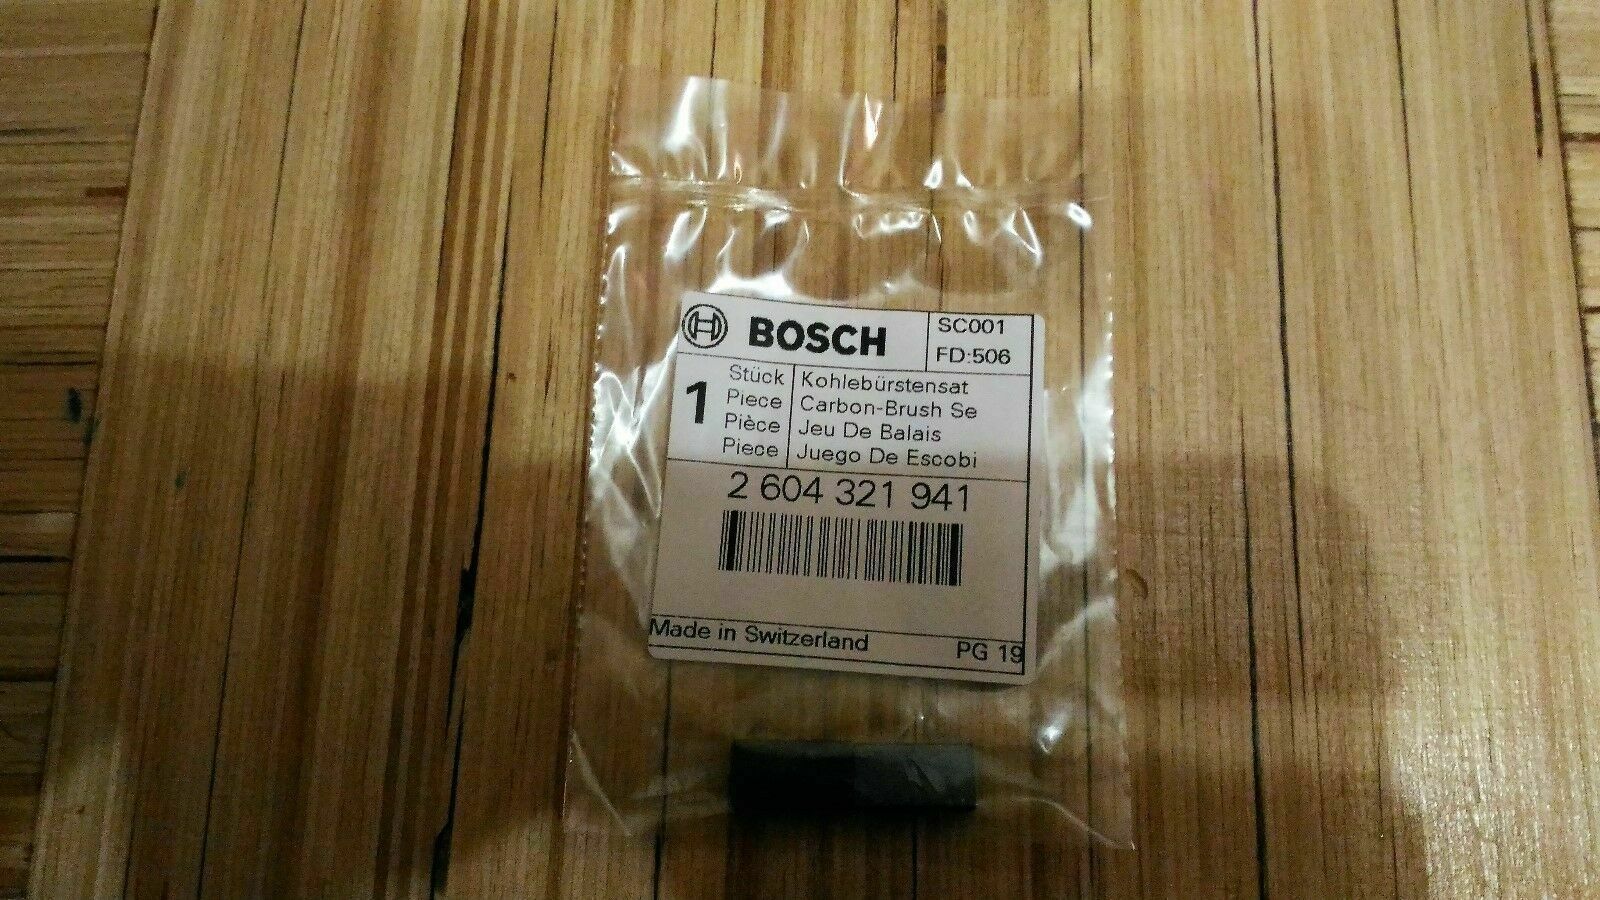 BOSCH
SC001
FD:506
1
Stück Kohlebürstensat
Piece Carbon-Brush Se
Pièce Jeu De Balais
Piece Juego De Escobi
2 604 321 941
Made in Switzerland PG 19